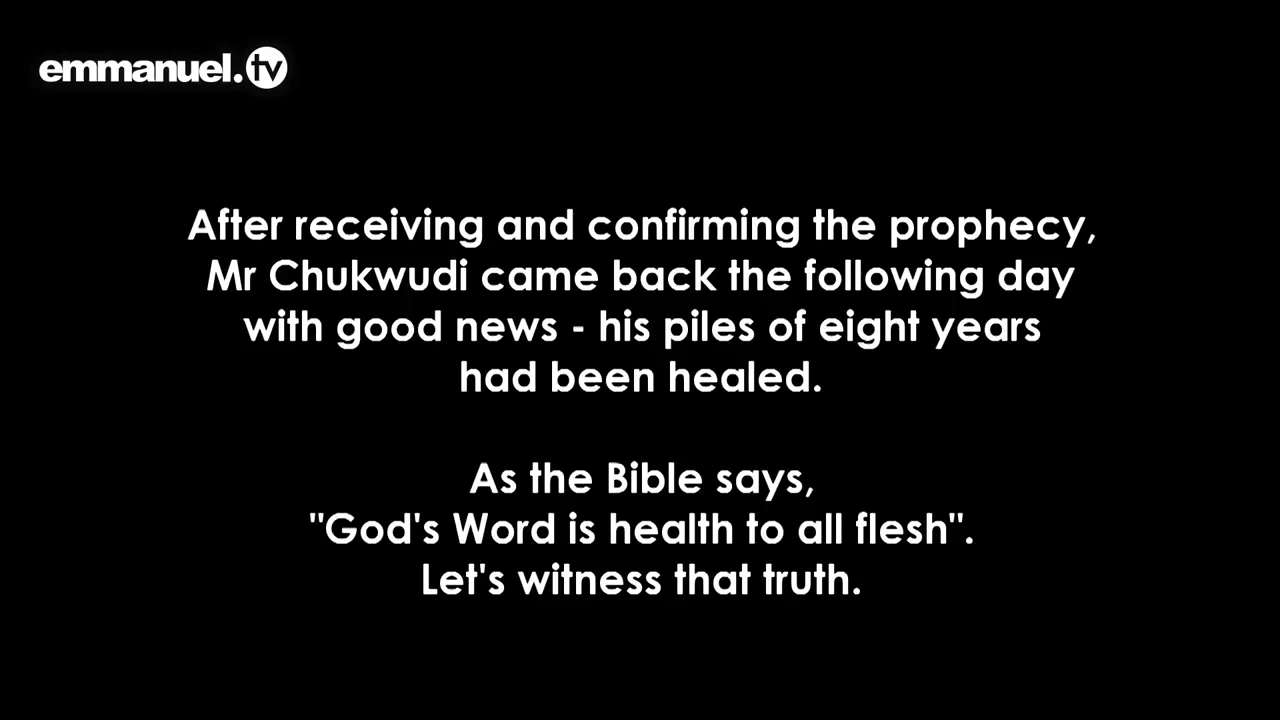 emmanuel.tv
After receiving and confirming the prophecy,
Mr Chukwudi came back the following day
with good news - his piles of eight years
had been healed.
As the Bible says,
"God's Word is health to all flesh".
Let's witness that truth.